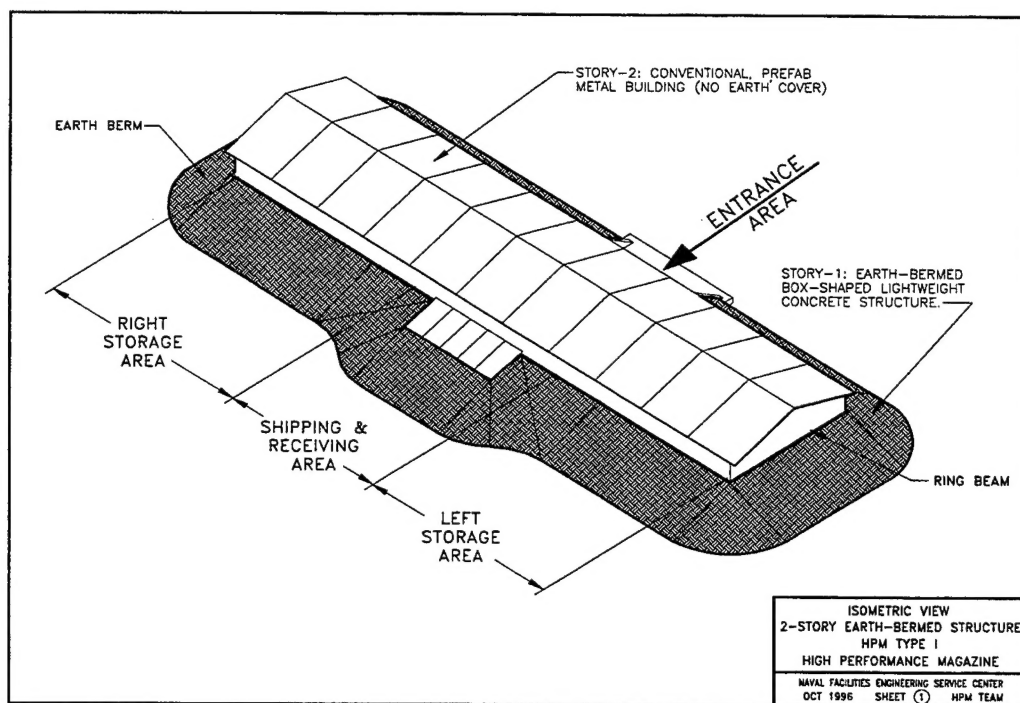 STORY-2: CONVENTIONAL, PREFAB
METAL BUILDING (NO EARTH COVER)
EARTH BERM
ENTRANCE
AREA
STORY-1: EARTH-BERMED
BOX-SHAPED LIGHTWEIGHT
CONCRETE STRUCTURE.
RIGHT
STORAGE
AREA
SHIPPING &
RECEIVING
AREA
LEFT
STORAGE
AREA
RING BEAM
ISOMETRIC VIEW
2-STORY EARTH-BERMED STRUCTURE
HPM TYPE I
HIGH PERFORMANCE MAGAZINE
NAVAL FACILITIES ENGINEERING SERVICE CENTER
OCT 1996 SHEET 1 HPM TEAM